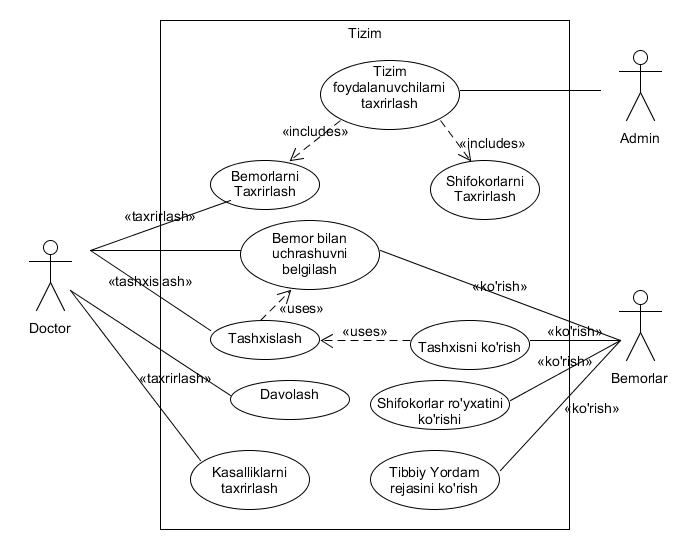 Tizim
Tizim
foydalanuvchilarni
taxrirlash
Admin
«includes»
«includes»
Bemorlarni
Taxrirlash
Shifokorlarni
Taxrirlash
«taxrirlash»
Bemor bilan
uchrashuvni
belgilash
«tashxislash»
«ko'rish»
Doctor
«uses»
Tashxislash
«uses»
Tashxisni ko'rish
«ko'rish»
«ko'rish»
Bemorlar
«taxrirlash»
Davolash
Shifokorlar ro'yxatini
ko'rishi
«ko'rish»
Kasalliklarni
taxrirlash
Tibbiy Yordam
rejasini ko'rish